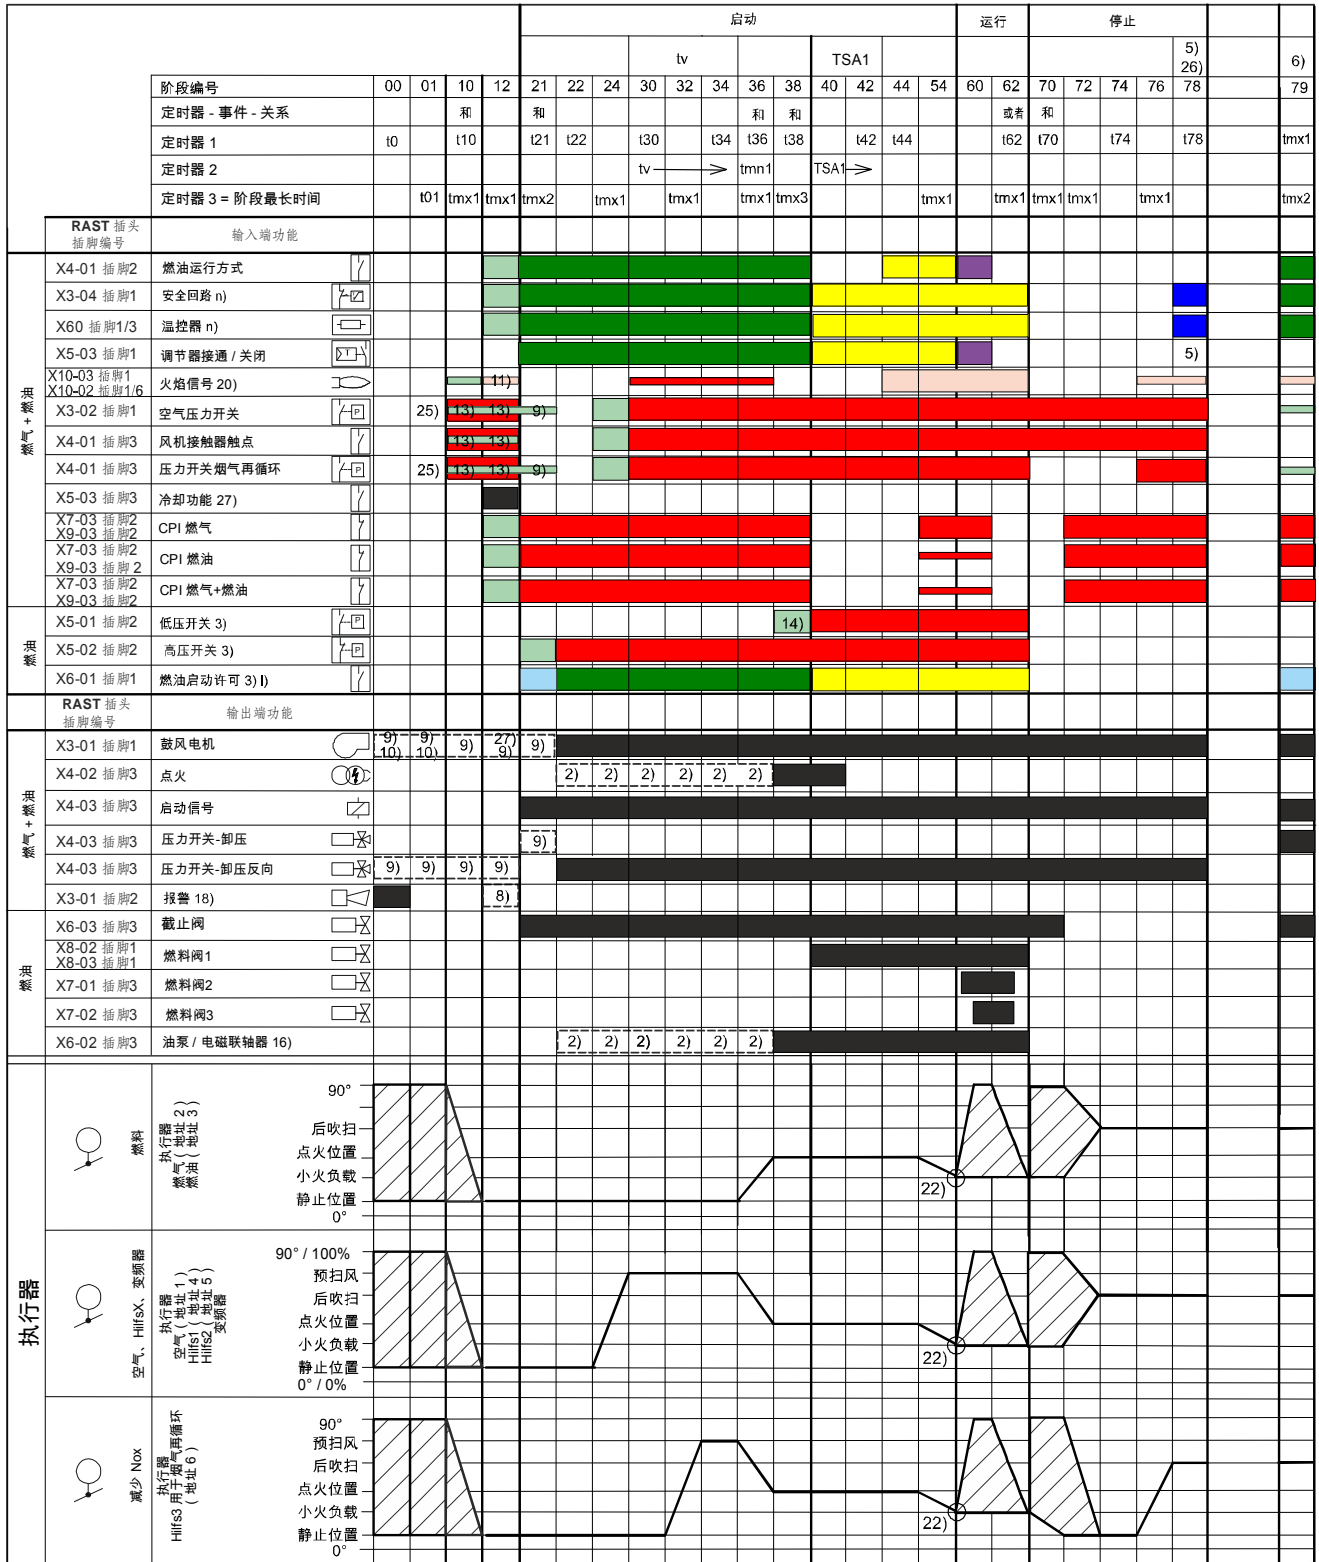 启动 运行 停止
tv TSA1 5) 26) 6)
阶段编号 00 01 10 12 21 22 24 30 32 34 36 38 40 42 44 54 60 62 70 72 74 76 78 79
定时器 - 事件 - 关系 和 和 和 和 或者 和
定时器 1 t0 t10 t21 t22 t30 t34 t36 t38 t42 t44 t62 t70 t74 t78 tmx1
定时器 2 tv tmn1 TSA1
定时器 3 = 阶段最长时间 t01 tmx1 tmx1 tmx2 tmx1 tmx1 tmx1 tmx3 tmx1 tmx1 tmx1 tmx1 tmx1 tmx2
RAST 插头
插脚编号 输入端功能
燃气 + 燃油
X4-01 插脚2 燃油运行方式
X3-04 插脚1 安全回路 n)
X60 插脚1/3 温控器 n)
X5-03 插脚1 调节器接通 / 关闭 5)
X10-03 插脚1
X10-02 插脚1/6 火焰信号 20) 11)
X3-02 插脚1 空气压力开关 25) 13) 13) 9)
X4-01 插脚3 风机接触器触点 13) 13)
X4-01 插脚3 压力开关烟气再循环 25) 13) 13) 9)
X5-03 插脚3 冷却功能 27)
X7-03 插脚2
X9-03 插脚2 CPI 燃气
X7-03 插脚2
X9-03 插脚 2 CPI 燃油
X7-03 插脚2
X9-03 插脚2 CPI 燃气+燃油
燃油
X5-01 插脚2 低压开关 3) 14)
X5-02 插脚2 高压开关 3)
X6-01 插脚1 燃油启动许可 3) l)
RAST 插头
插脚编号 输出端功能
燃气 + 燃油
X3-01 插脚1 鼓风电机 9) 10) 9) 10) 9) 27) 9) 9)
X4-02 插脚3 点火 2) 2) 2) 2) 2) 2)
X4-03 插脚3 启动信号
X4-03 插脚3 压力开关-卸压 9)
X4-03 插脚3 压力开关-卸压反向 9) 9) 9) 9)
X3-01 插脚2 报警 18) 8)
燃油
X6-03 插脚3 截止阀
X8-02 插脚1
X8-03 插脚1 燃料阀1
X7-01 插脚3 燃料阀2
X7-02 插脚3 燃料阀3
X6-02 插脚3 油泵 / 电磁联轴器 16) 2) 2) 2) 2) 2) 2)
执行器
燃料
执行器
燃气 ( 地址 2 )
燃油 ( 地址 3 )
90°
后吹扫
点火位置
小火负载
静止位置
0°
22)
空气、HilfsX、变频器
执行器
空气 ( 地址 1 )
Hilfs1 ( 地址 4 )
Hilfs2 ( 地址 5 )
变频器
90° / 100%
预扫风
后吹扫
点火位置
小火负载
静止位置
0° / 0%
22)
减少 Nox
执行器
Hilfs3 用于烟气再循环
( 地址 6 )
90°
预扫风
后吹扫
点火位置
小火负载
静止位置
0°
22)